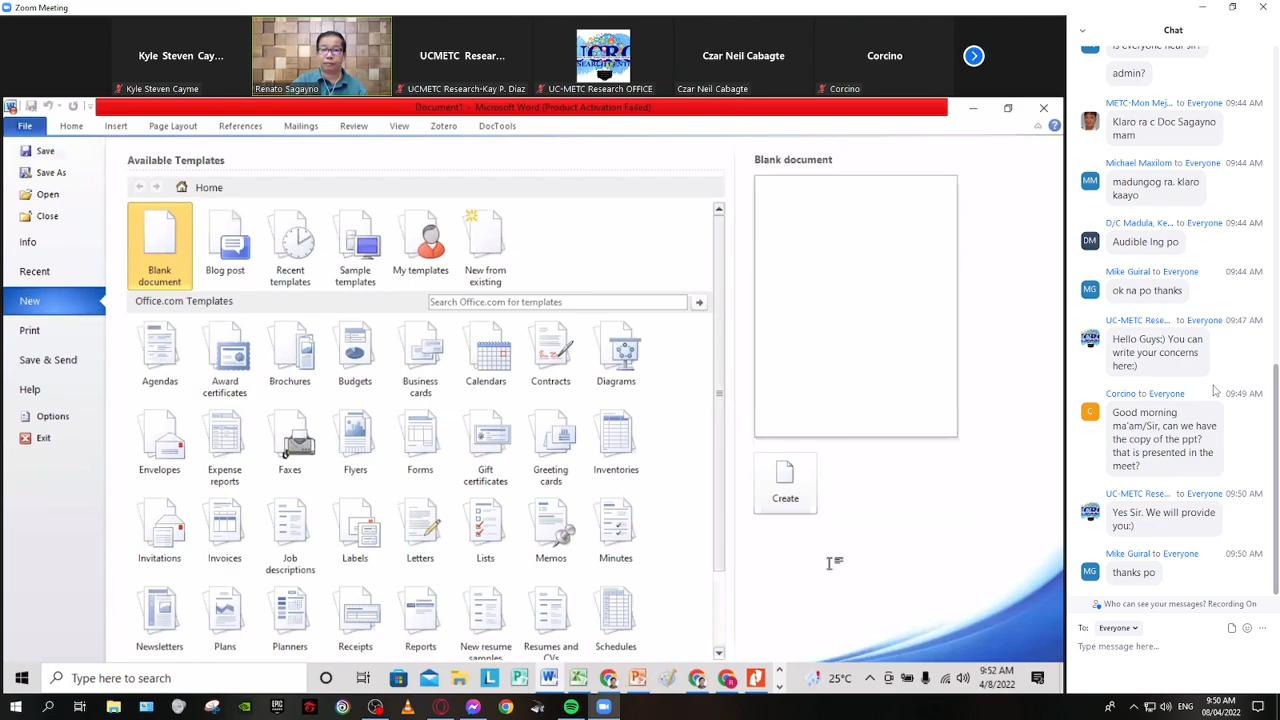 Zoom Meeting
Chat
Kyle Steven Cay...
UCMETC Resear...
Czar Neil Cabagte
Corcino
Kyle Steven Cayme
Renato Sagayno
UCMETC Research-Kay P. Diaz
UC-METC Research OFFICE
Czar Neil Cabagte
Corcino
Document1 - Microsoft Word (Product Activation Failed)
File
Home
Insert
Page Layout
References
Mailings
Review
View
Zotero
DocTools
Save
Save As
Open
Close
Info
Recent
New
Print
Save & Send
Help
Options
Exit
Available Templates
Home
Blank document
Blog post
Recent templates
Sample templates
My templates
New from existing
Office.com Templates
Search Office.com for templates
Agendas
Award certificates
Brochures
Budgets
Business cards
Calendars
Contracts
Diagrams
Envelopes
Expense reports
Faxes
Flyers
Forms
Gift certificates
Greeting cards
Inventories
Invitations
Invoices
Job descriptions
Labels
Letters
Lists
Memos
Minutes
Newsletters
Plans
Planners
Receipts
Reports
New resume samples
Resumes and CVs
Schedules
Blank document
Create
Type here to search
25°C
9:52 AM
4/8/2022
admin?
METC-Mon Mej... to Everyone 09:44 AM
Klaro ra c Doc Sagayno
mam
Michael Maxilom to Everyone 09:44 AM
MM
madungog ra. klaro
kaayo
D/C Madula, Ke... to Everyone 09:44 AM
DM
Audible lng po
Mike Guiral to Everyone 09:44 AM
MG
ok na po thanks
UC-METC Rese... to Everyone 09:47 AM
Hello Guys:) You can
write your concerns
here:)
Corcino to Everyone 09:49 AM
C
Good morning
ma'am/Sir, can we have
the copy of the ppt?
that is presented in the
meet?
UC-METC Rese... to Everyone 09:50 AM
Yes Sir. We will provide
you:)
Mike Guiral to Everyone 09:50 AM
MG
thanks po
Who can see your messages? Recording On
To: Everyone
Type message here...
ENG
9:50 AM
08/04/2022